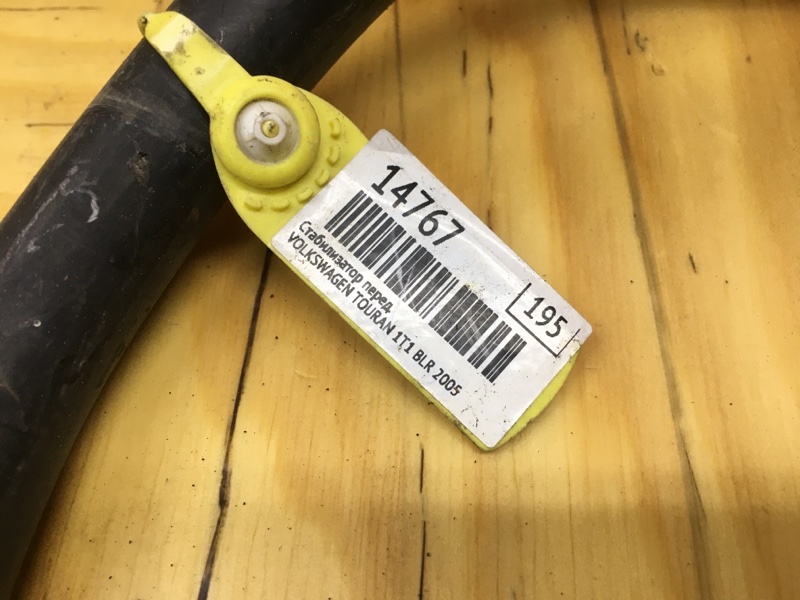 14767
Стабилизатор перед
VOLKSWAGEN TOURAN 1T1 BLR 2005
195